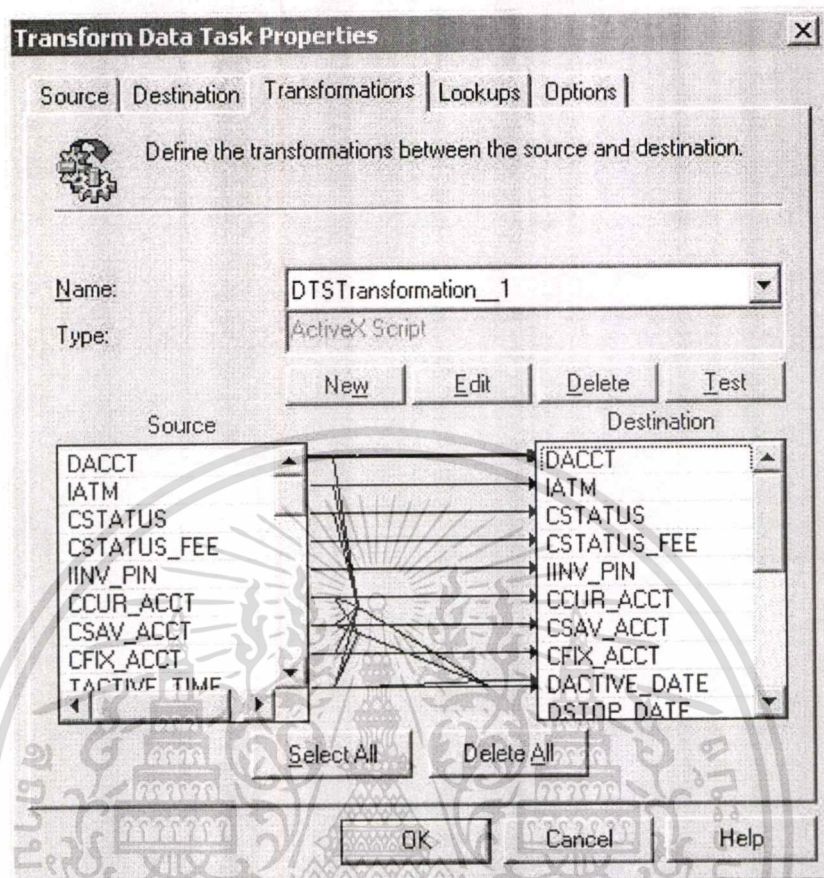 Transform Data Task Properties
Source Destination Transformations Lookups Options
Define the transformations between the source and destination.
Name: DTSTransformation__1
Type: ActiveX Script
New Edit Delete Test
Source Destination
DACCT DACCT
IATM IATM
CSTATUS CSTATUS
CSTATUS_FEE CSTATUS_FEE
IINV_PIN IINV_PIN
CCUR_ACCT CCUR_ACCT
CSAV_ACCT CSAV_ACCT
CFIX_ACCT CFIX_ACCT
TACTIVE_TIME DACTIVE_DATE
DSTOP_DATE
Select All Delete All
OK Cancel Help